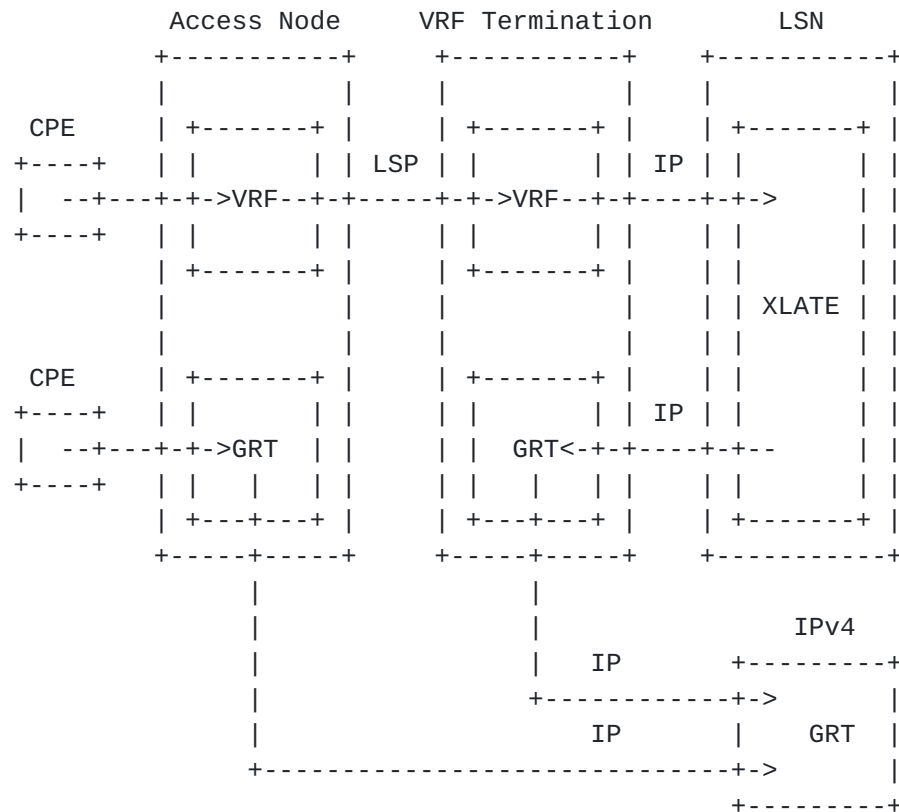 Access Node VRF Termination LSN
CPE
LSP IP
VRF VRF
XLATE
CPE
IP
GRT GRT
IPv4
IP
IP GRT